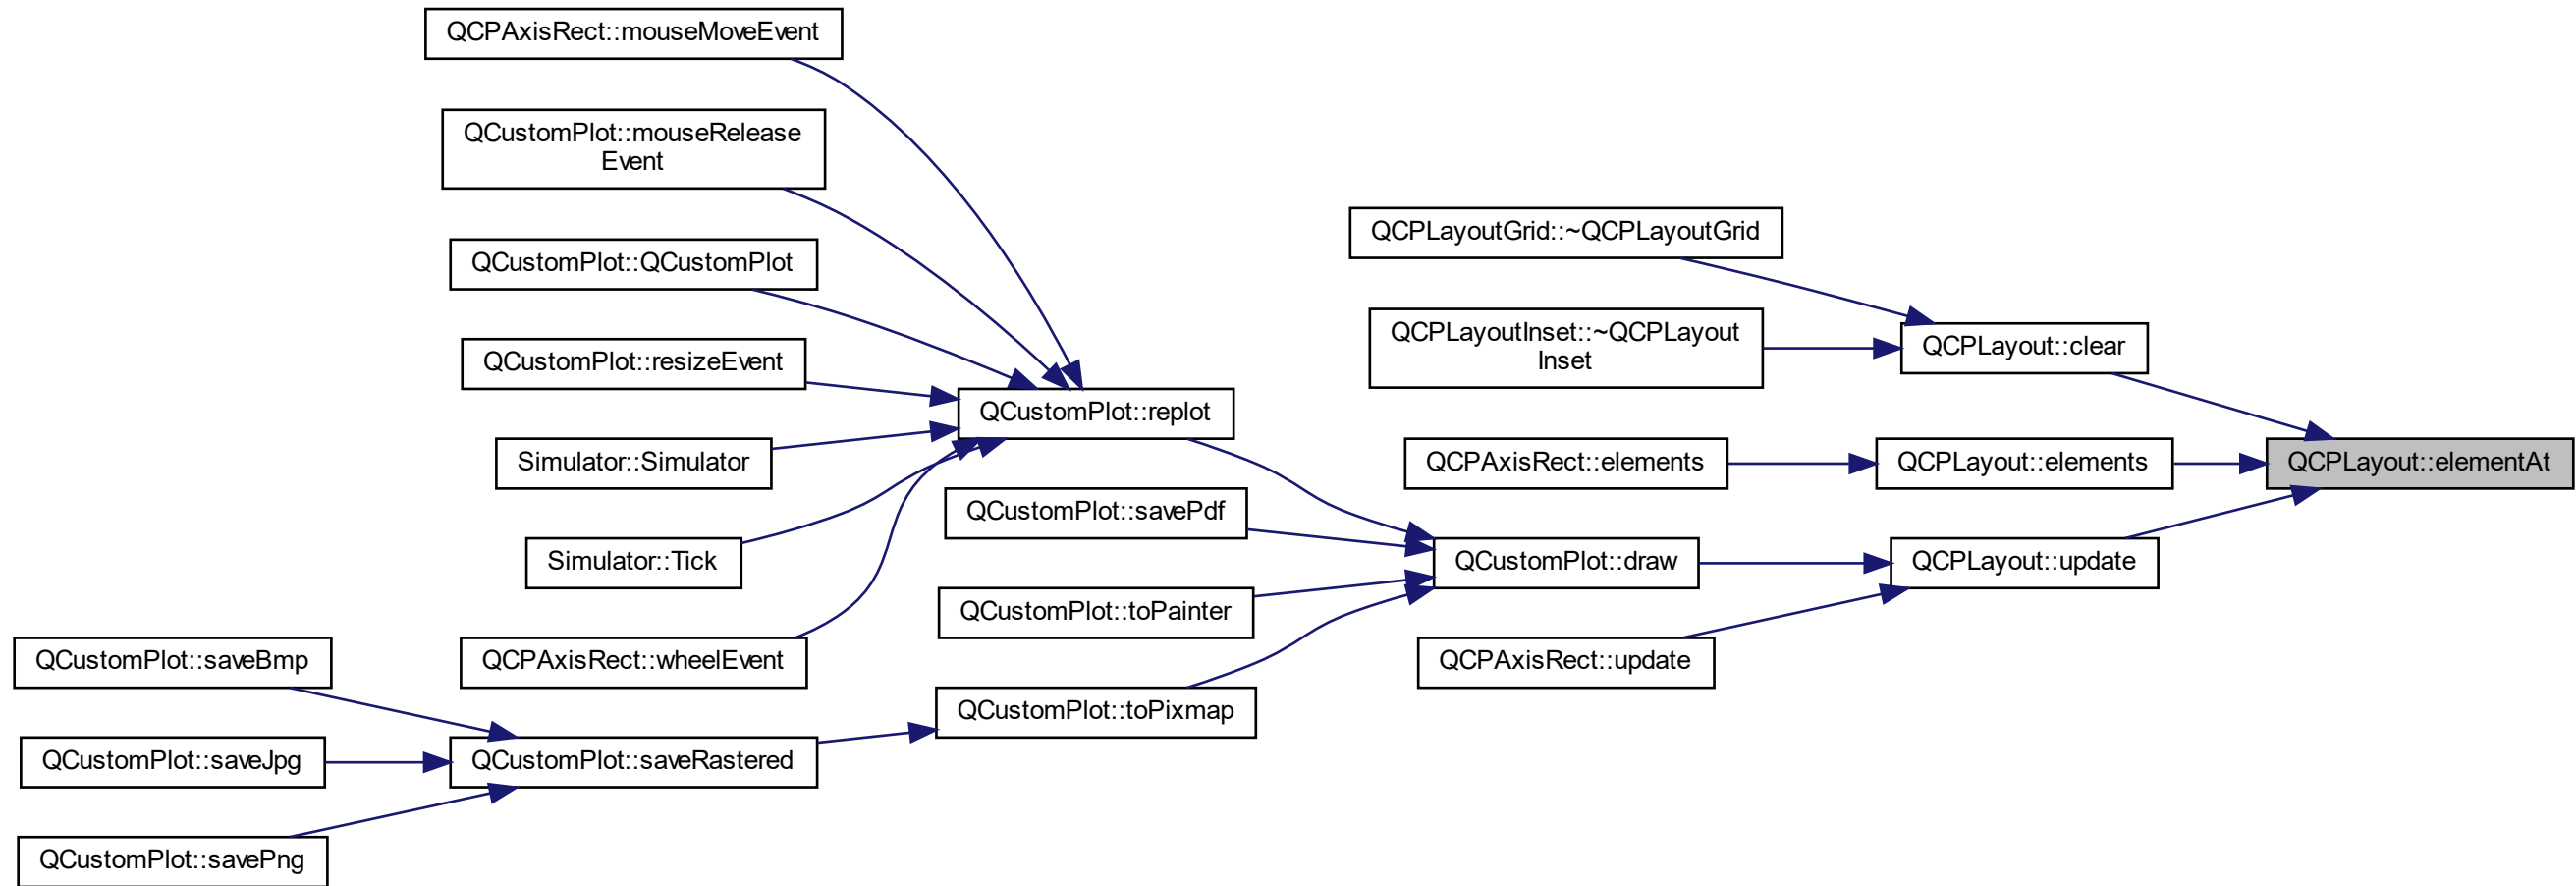 QCPAxisRect::mouseMoveEvent
QCustomPlot::mouseRelease
Event
QCustomPlot::QCustomPlot
QCustomPlot::resizeEvent
Simulator::Simulator
Simulator::Tick
QCPAxisRect::wheelEvent
QCustomPlot::saveBmp
QCustomPlot::saveJpg
QCustomPlot::savePng
QCustomPlot::saveRastered
QCustomPlot::replot
QCustomPlot::savePdf
QCustomPlot::toPainter
QCustomPlot::toPixmap
QCPLayoutGrid::~QCPLayoutGrid
QCPLayoutInset::~QCPLayout
Inset
QCPAxisRect::elements
QCustomPlot::draw
QCPAxisRect::update
QCPLayout::clear
QCPLayout::elements
QCPLayout::update
QCPLayout::elementAt